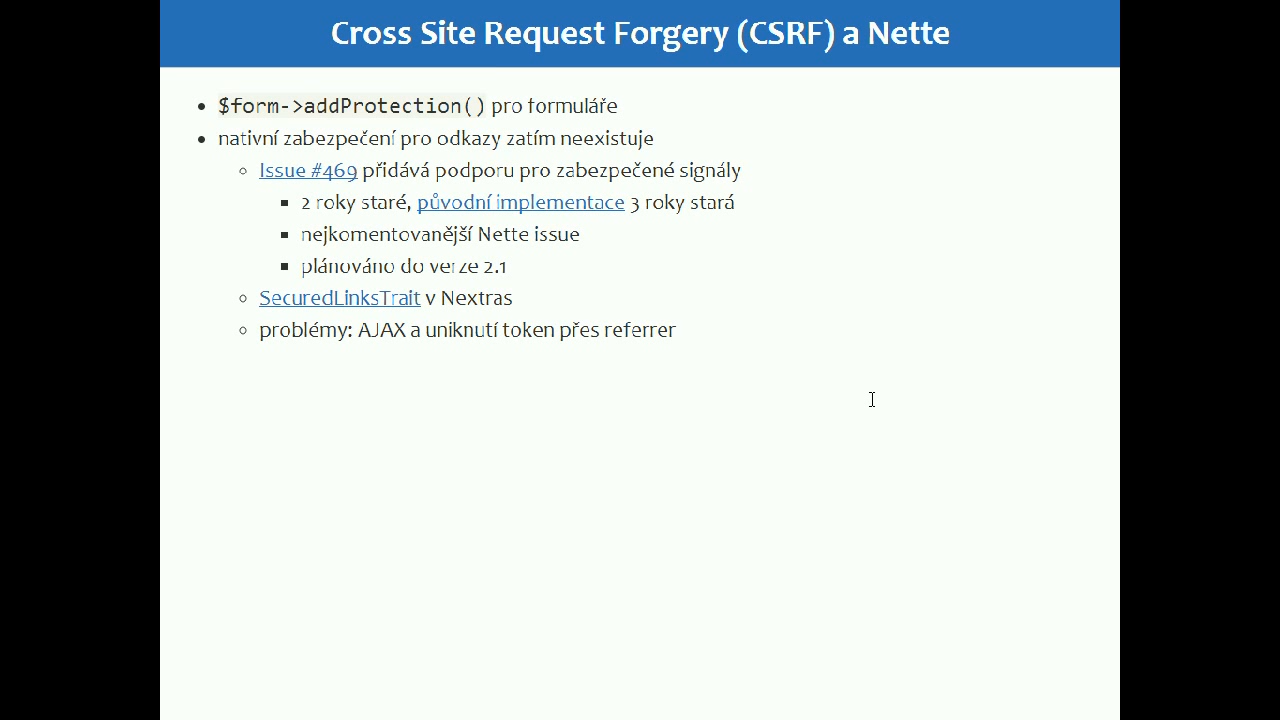 Cross Site Request Forgery (CSRF) a Nette
$form->addProtection() pro formuláře
nativní zabezpečení pro odkazy zatím neexistuje
Issue #469 přidává podporu pro zabezpečené signály
2 roky staré, původní implementace 3 roky stará
nejkomentovanější Nette issue
plánováno do verze 2.1
SecuredLinksTrait v Nextras
problémy: AJAX a uniknutí token přes referrer